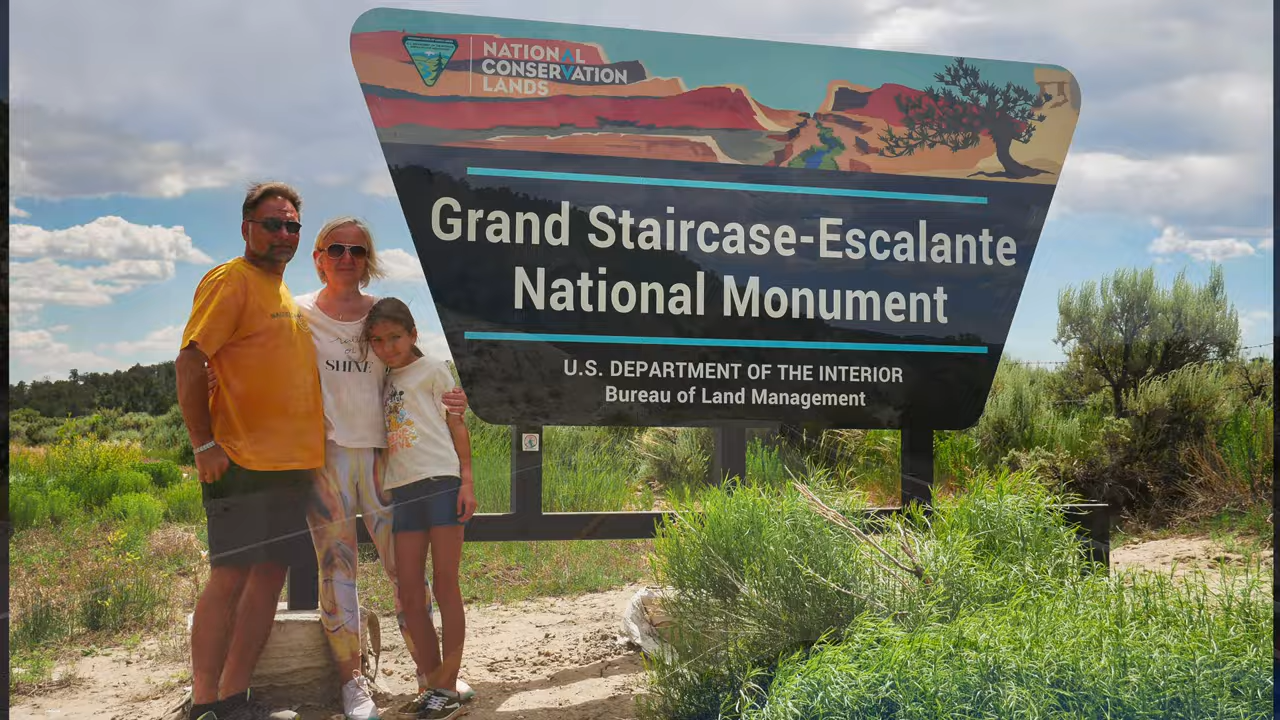 NATIONAL
CONSERVATION
LANDS
Grand Staircase-Escalante
National Monument
U.S. DEPARTMENT OF THE INTERIOR
Bureau of Land Management
SHINE